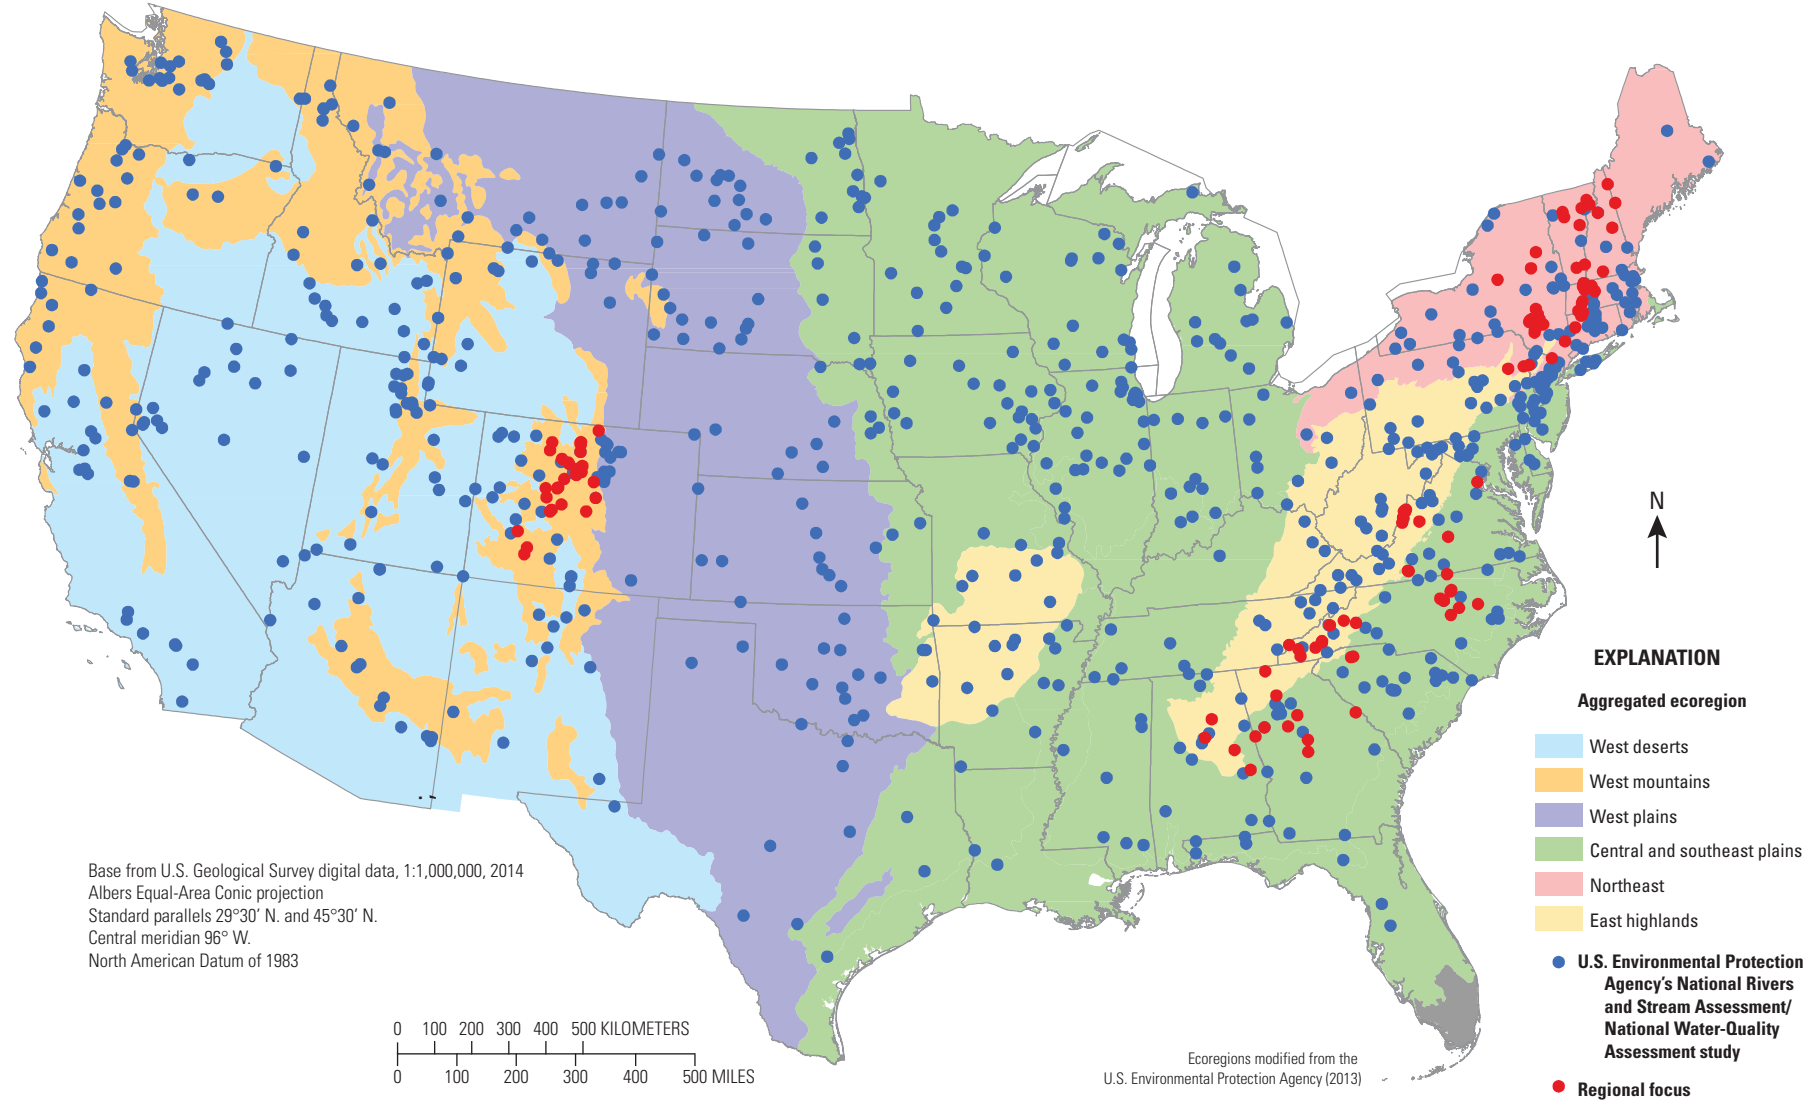 N
EXPLANATION
Aggregated ecoregion
West deserts
West mountains
West plains
Central and southeast plains
Northeast
East highlands
U.S. Environmental Protection
Agency's National Rivers
and Stream Assessment/
National Water-Quality
Assessment study
Regional focus
Base from U.S. Geological Survey digital data, 1:1,000,000, 2014
Albers Equal-Area Conic projection
Standard parallels 29°30′ N. and 45°30′ N.
Central meridian 96° W.
North American Datum of 1983
0 100 200 300 400 500 KILOMETERS
0 100 200 300 400 500 MILES
Ecoregions modified from the
U.S. Environmental Protection Agency (2013)